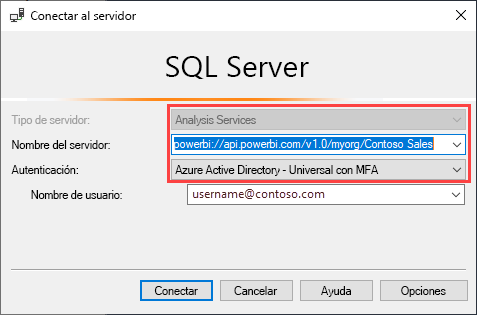 Conectar al servidor
SQL Server
Tipo de servidor: Analysis Services
Nombre del servidor: powerbi://api.powerbi.com/v1.0/myorg/Contoso Sales
Autenticación: Azure Active Directory - Universal con MFA
Nombre de usuario: username@contoso.com
Conectar Cancelar Ayuda Opciones